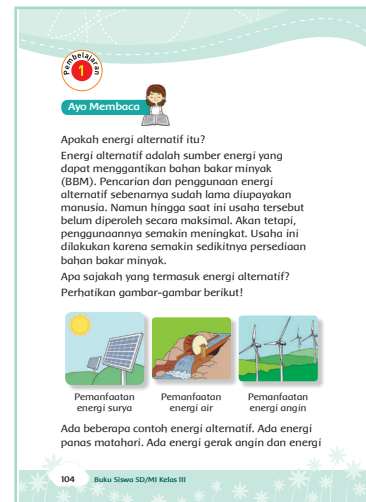 Pembelajaran
1
Ayo Membaca
Apakah energi alternatif itu?
Energi alternatif adalah sumber energi yang
dapat menggantikan bahan bakar minyak
(BBM). Pencarian dan penggunaan energi
alternatif sebenarnya sudah lama diupayakan
manusia. Namun hingga saat ini usaha tersebut
belum diperoleh secara maksimal. Akan tetapi,
penggunaannya semakin meningkat. Usaha ini
dilakukan karena semakin sedikitnya persediaan
bahan bakar minyak.
Apa sajakah yang termasuk energi alternatif?
Perhatikan gambar-gambar berikut!
Pemanfaatan
energi surya
Pemanfaatan
energi air
Pemanfaatan
energi angin
Ada beberapa contoh energi alternatif. Ada energi
panas matahari. Ada energi gerak angin dan energi
104 Buku Siswa SD/MI Kelas III